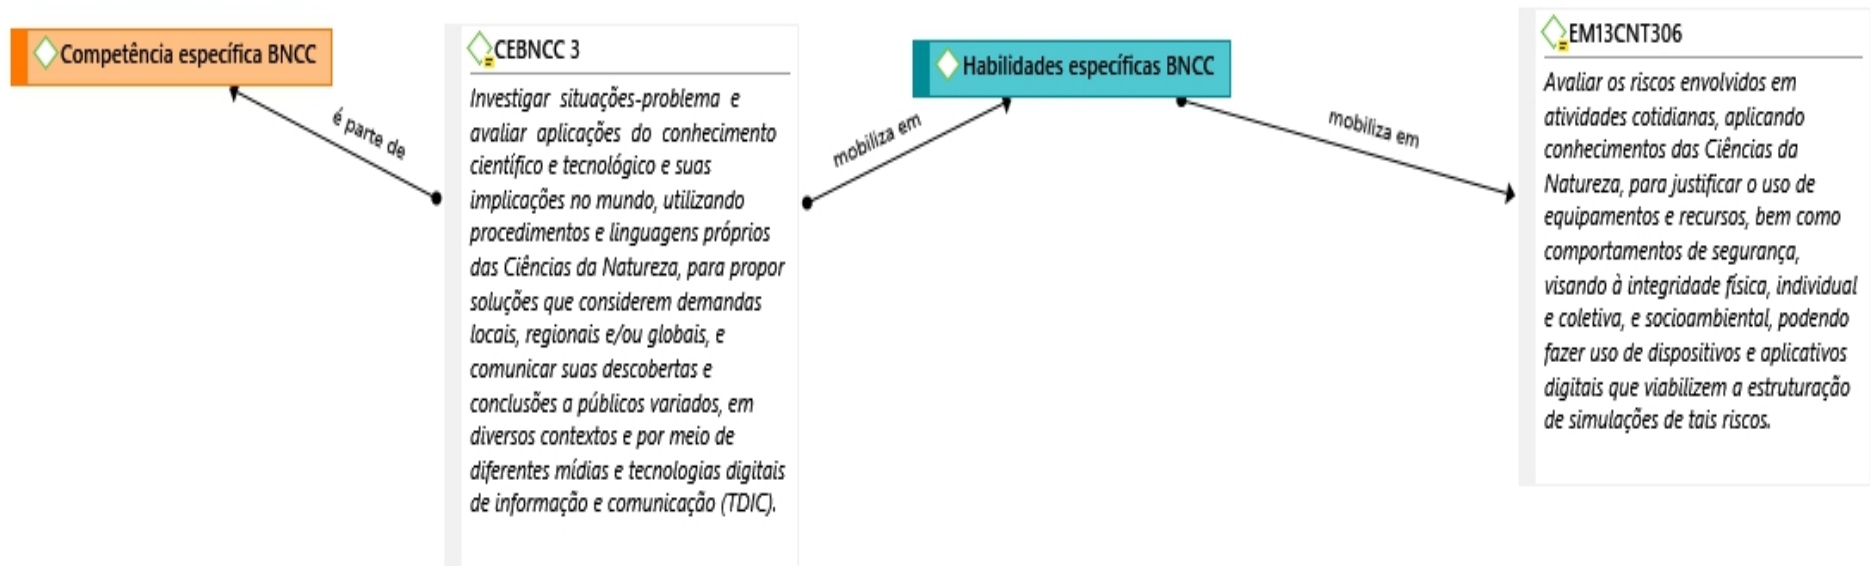 Competência específica BNCC
é parte de
CEBNCC 3
Investigar situações-problema e
avaliar aplicações do conhecimento
científico e tecnológico e suas
implicações no mundo, utilizando
procedimentos e linguagens próprios
das Ciências da Natureza, para propor
soluções que considerem demandas
locais, regionais e/ou globais, e
comunicar suas descobertas e
conclusões a públicos variados, em
diversos contextos e por meio de
diferentes mídias e tecnologias digitais
de informação e comunicação (TDIC).
mobiliza em
Habilidades específicas BNCC
mobiliza em
EM13CNT306
Avaliar os riscos envolvidos em
atividades cotidianas, aplicando
conhecimentos das Ciências da
Natureza, para justificar o uso de
equipamentos e recursos, bem como
comportamentos de segurança,
visando à integridade física, individual
e coletiva, e socioambiental, podendo
fazer uso de dispositivos e aplicativos
digitais que viabilizem a estruturação
de simulações de tais riscos.